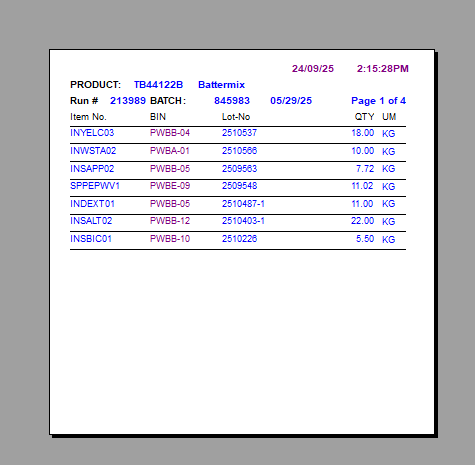 24/09/25 2:15:28PM
PRODUCT: TB44122B Battermix
Run # 213989 BATCH: 845983 05/29/25 Page 1 of 4
Item No. BIN Lot-No QTY UM
INYELC03 PWBB-04 2510537 18.00 KG
INWSTA02 PWBA-01 2510566 10.00 KG
INSAPP02 PWBB-05 2509563 7.72 KG
SPPEPWV1 PWBE-09 2509548 11.02 KG
INDEXT01 PWBB-05 2510487-1 11.00 KG
INSALT02 PWBB-12 2510403-1 22.00 KG
INSBIC01 PWBB-10 2510226 5.50 KG